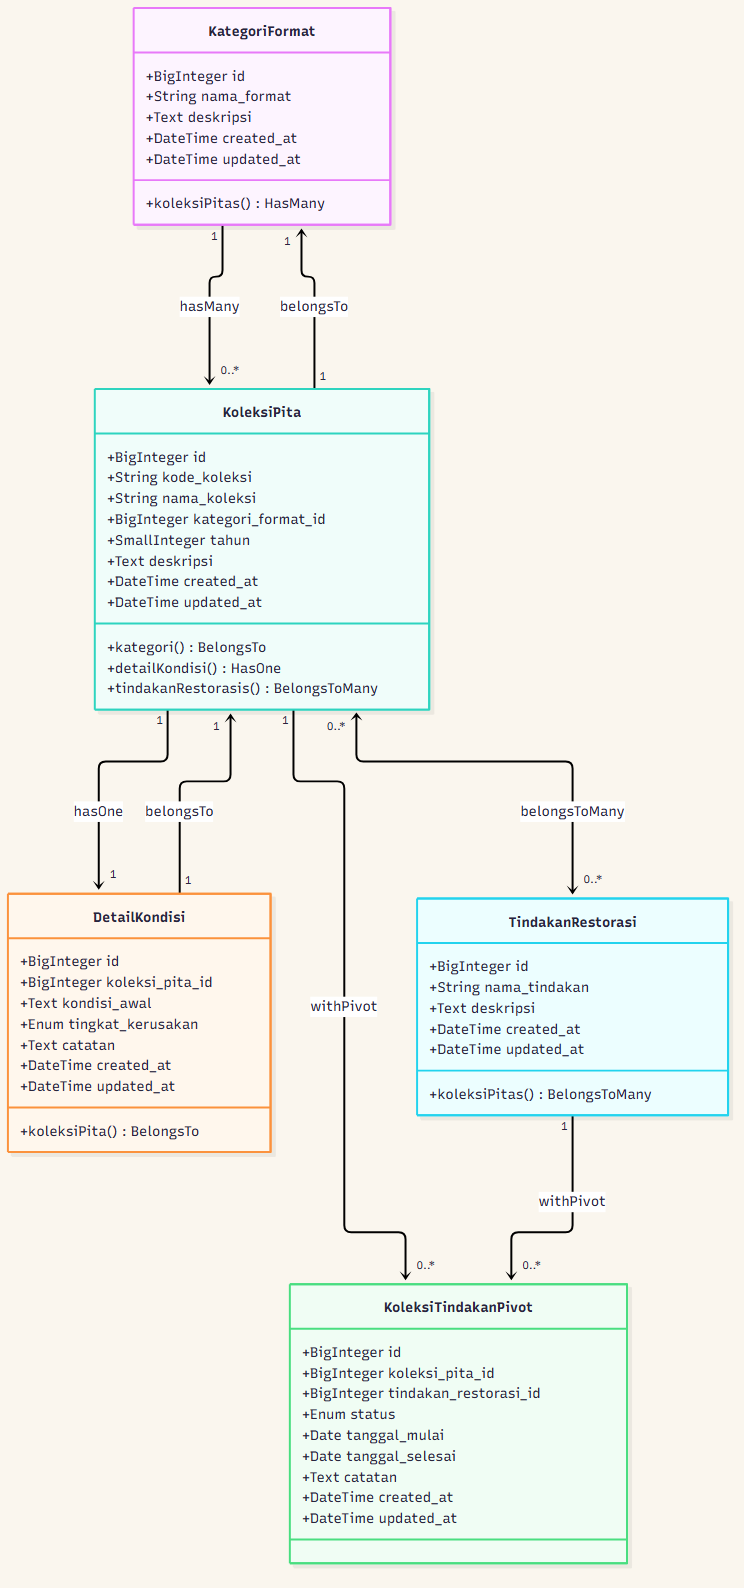 KategoriFormat
+BigInteger id
+String nama_format
+Text deskripsi
+DateTime created_at
+DateTime updated_at
+koleksiPitas() : HasMany
1
1
hasMany
belongsTo
0..*
1
KoleksiPita
+BigInteger id
+String kode_koleksi
+String nama_koleksi
+BigInteger kategori_format_id
+SmallInteger tahun
+Text deskripsi
+DateTime created_at
+DateTime updated_at
+kategori() : BelongsTo
+detailKondisi() : HasOne
+tindakanRestorasis() : BelongsToMany
1
1
1
0..*
hasOne
belongsTo
belongsToMany
1
1
0..*
DetailKondisi
+BigInteger id
+BigInteger koleksi_pita_id
+Text kondisi_awal
+Enum tingkat_kerusakan
+Text catatan
+DateTime created_at
+DateTime updated_at
+koleksiPita() : BelongsTo
withPivot
TindakanRestorasi
+BigInteger id
+String nama_tindakan
+Text deskripsi
+DateTime created_at
+DateTime updated_at
+koleksiPitas() : BelongsToMany
1
withPivot
0..*
0..*
KoleksiTindakanPivot
+BigInteger id
+BigInteger koleksi_pita_id
+BigInteger tindakan_restorasi_id
+Enum status
+Date tanggal_mulai
+Date tanggal_selesai
+Text catatan
+DateTime created_at
+DateTime updated_at